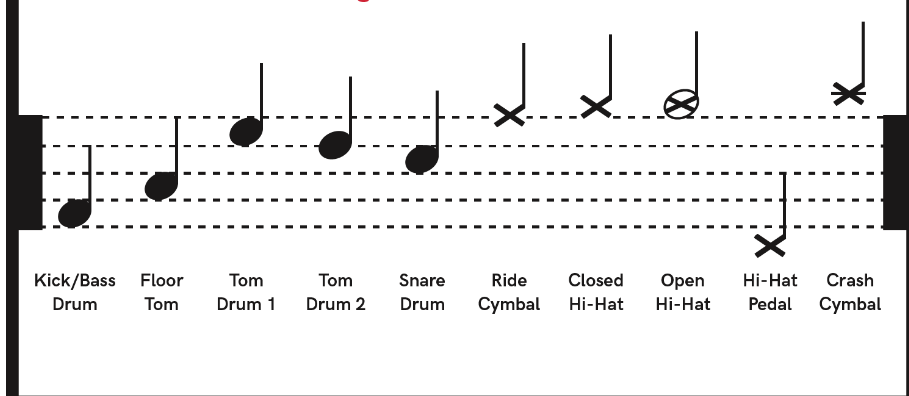 Kick/Bass Floor Tom Tom Snare Ride Closed Open Hi-Hat Crash
Drum Tom Drum 1 Drum 2 Drum Cymbal Hi-Hat Hi-Hat Pedal Cymbal